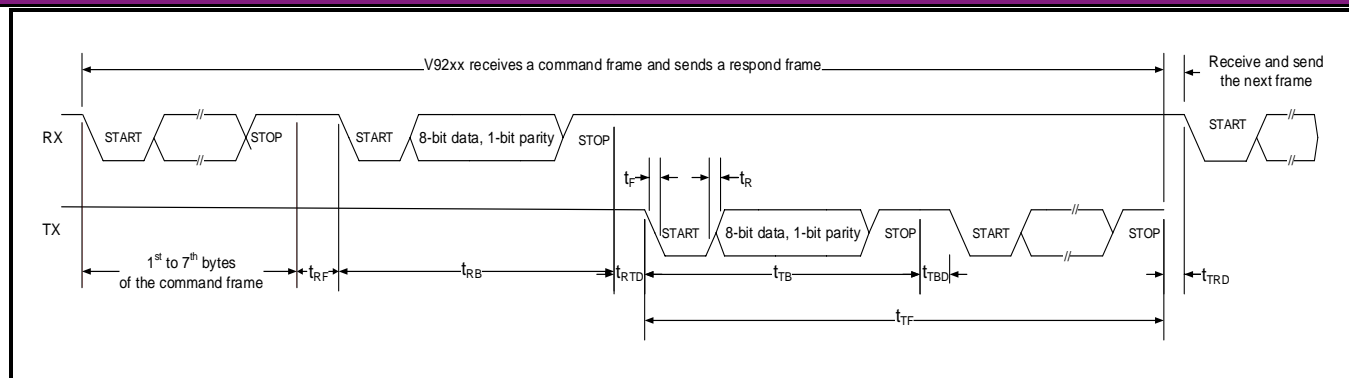 V92xx receives a command frame and sends a respond frame
Receive and send
the next frame
RX
START
STOP
START
8-bit data, 1-bit parity
STOP
START
tF
tR
TX
START
8-bit data, 1-bit parity
STOP
START
STOP
1st to 7th bytes
of the command frame
tRF
tRB
tRTD
tTB
tTBD
tTRD
tTF